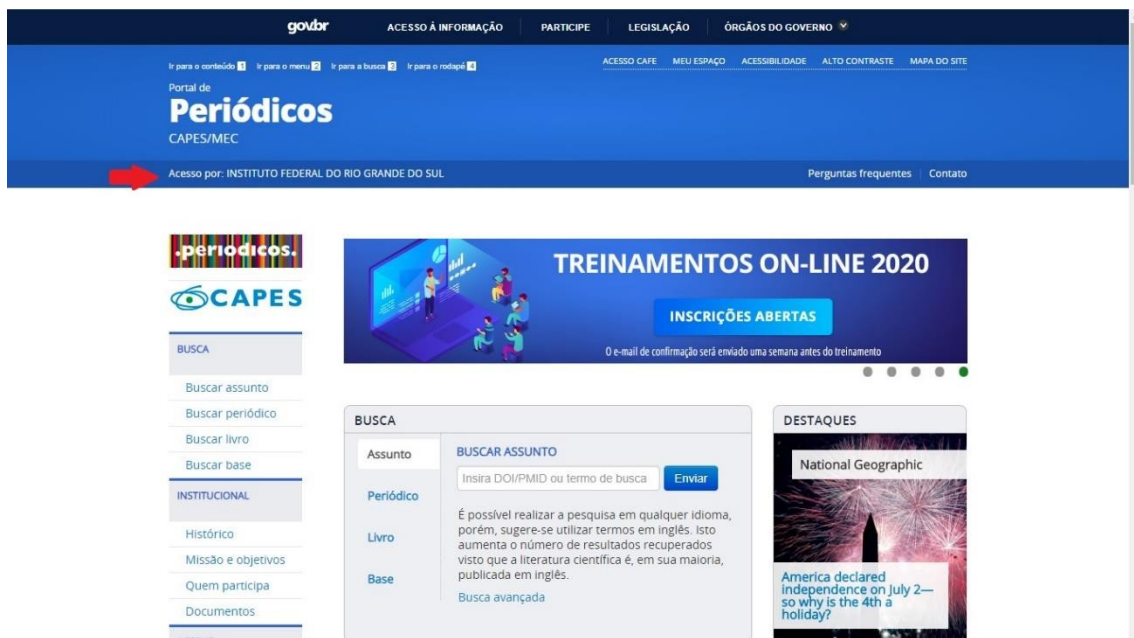 gov.br
ACESSO À INFORMAÇÃO
PARTICIPE
LEGISLAÇÃO
ÓRGÃOS DO GOVERNO
Ir para o conteúdo 1 Ir para o menu 2 Ir para a busca 3 Ir para o rodapé 4
ACESSO CAFE MEU ESPAÇO ACESSIBILIDADE ALTO CONTRASTE MAPA DO SITE
Portal de
Periódicos
CAPES/MEC
Acesso por: INSTITUTO FEDERAL DO RIO GRANDE DO SUL
Perguntas frequentes Contato
.periodicos.
CAPES
BUSCA
Buscar assunto
Buscar periódico
Buscar livro
Buscar base
INSTITUCIONAL
Histórico
Missão e objetivos
Quem participa
Documentos
TREINAMENTOS ON-LINE 2020
INSCRIÇÕES ABERTAS
O e-mail de confirmação será enviado uma semana antes do treinamento
BUSCA
Assunto
Periódico
Livro
Base
BUSCAR ASSUNTO
Insira DOI/PMID ou termo de busca
Enviar
É possível realizar a pesquisa em qualquer idioma,
porém, sugere-se utilizar termos em inglês. Isto
aumenta o número de resultados recuperados
visto que a literatura científica é, em sua maioria,
publicada em inglês.
Busca avançada
DESTAQUES
National Geographic
America declared
independence on July 2—
so why is the 4th a
holiday?